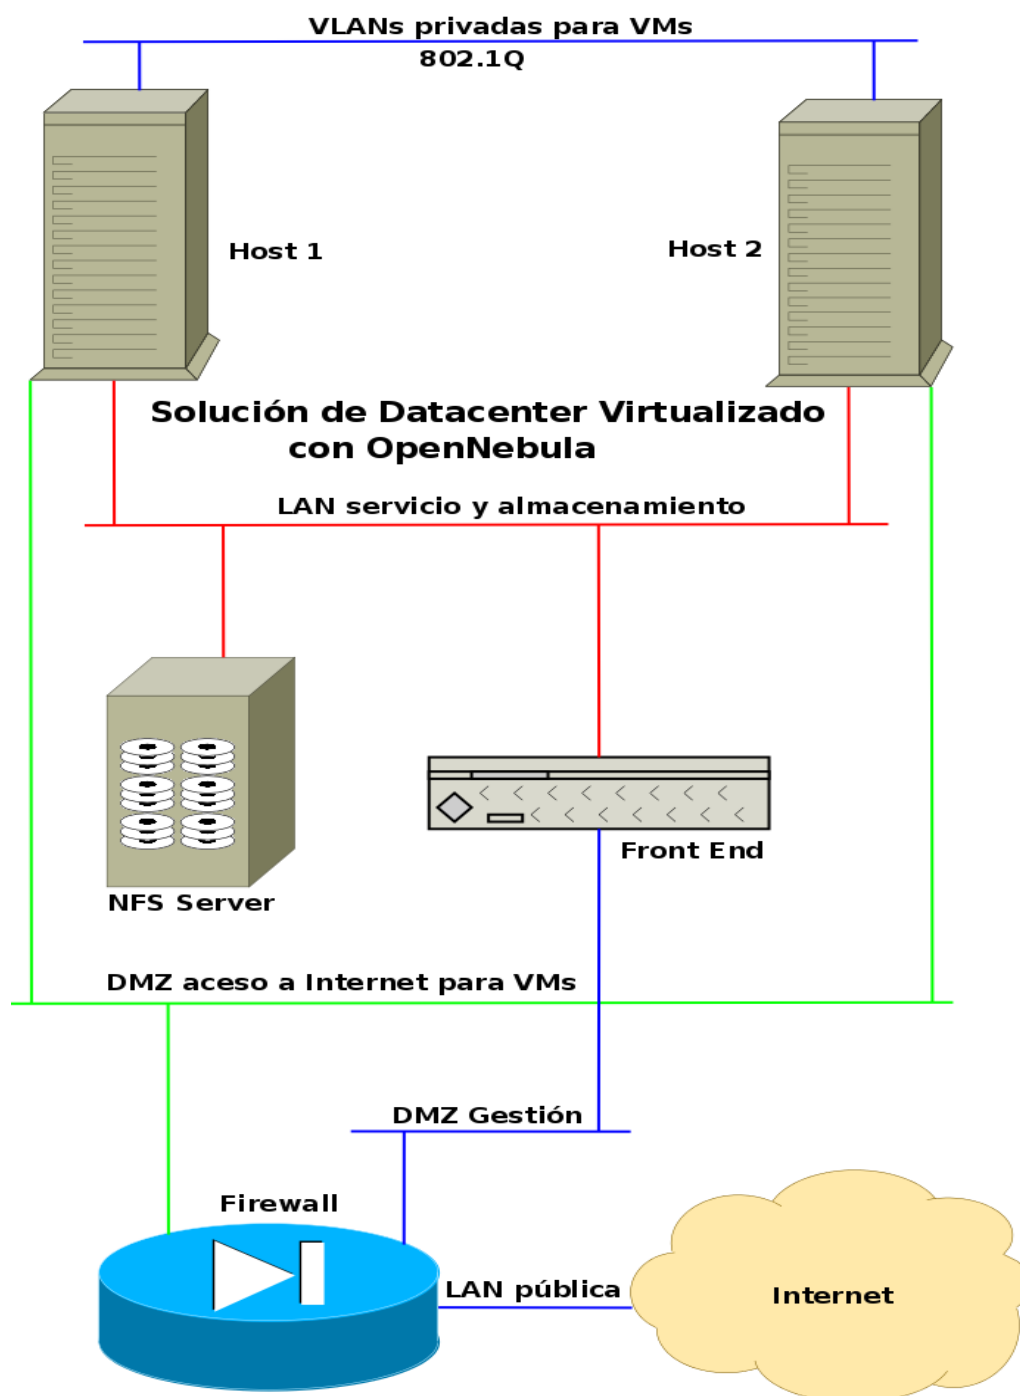 VLANs privadas para VMs
802.1Q
Host 1
Host 2
Solución de Datacenter Virtualizado
con OpenNebula
LAN servicio y almacenamiento
Front End
NFS Server
DMZ aceso a Internet para VMs
DMZ Gestión
Firewall
LAN pública
Internet